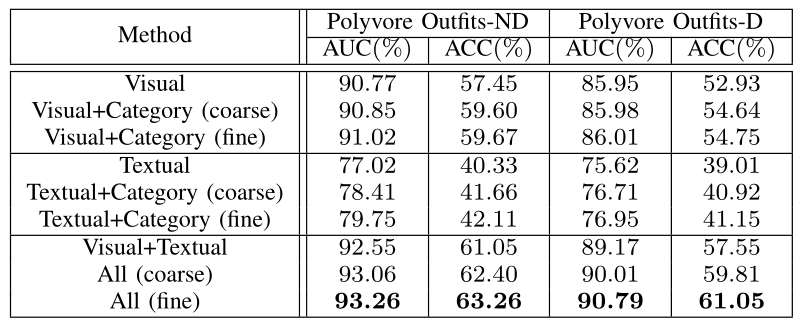 Method Polyvore Outfits-ND Polyvore Outfits-D
AUC(%) ACC(%) AUC(%) ACC(%)
Visual 90.77 57.45 85.95 52.93
Visual+Category (coarse) 90.85 59.60 85.98 54.64
Visual+Category (fine) 91.02 59.67 86.01 54.75
Textual 77.02 40.33 75.62 39.01
Textual+Category (coarse) 78.41 41.66 76.71 40.92
Textual+Category (fine) 79.75 42.11 76.95 41.15
Visual+Textual 92.55 61.05 89.17 57.55
All (coarse) 93.06 62.40 90.01 59.81
All (fine) 93.26 63.26 90.79 61.05